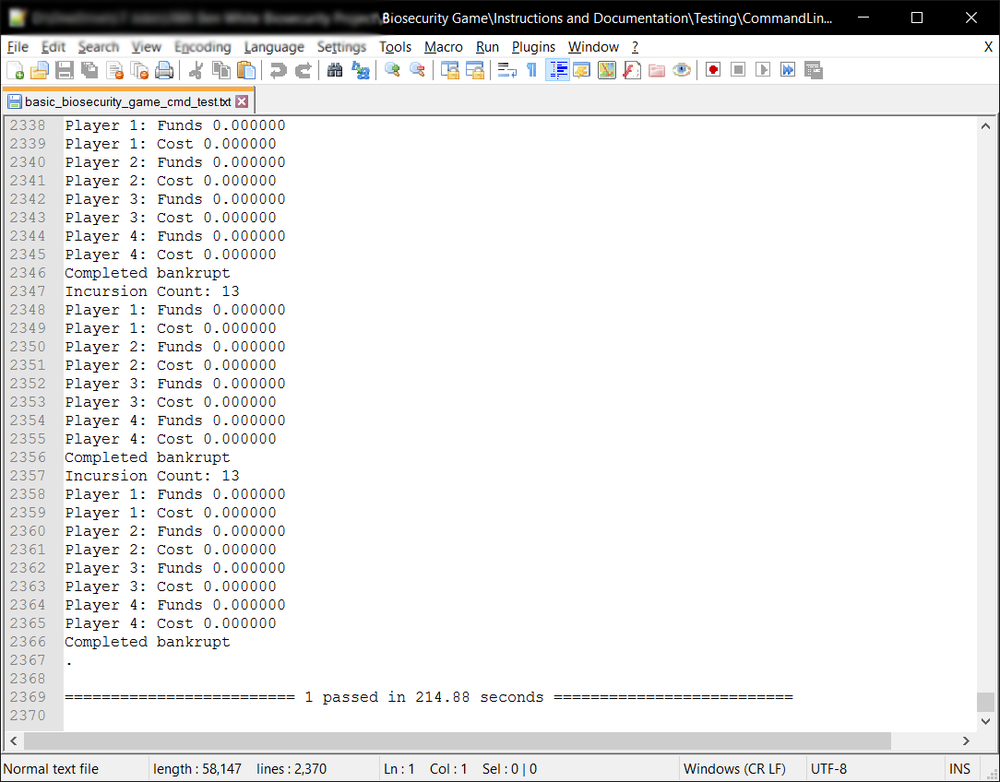 Biosecurity Game\Instructions and Documentation\Testing\CommandLin...
File Edit Search View Encoding Language Settings Tools Macro Run Plugins Window ? X
basic_biosecurity_game_cmd_test.txt
2338 Player 1: Funds 0.000000
2339 Player 1: Cost 0.000000
2340 Player 2: Funds 0.000000
2341 Player 2: Cost 0.000000
2342 Player 3: Funds 0.000000
2343 Player 3: Cost 0.000000
2344 Player 4: Funds 0.000000
2345 Player 4: Cost 0.000000
2346 Completed bankrupt
2347 Incursion Count: 13
2348 Player 1: Funds 0.000000
2349 Player 1: Cost 0.000000
2350 Player 2: Funds 0.000000
2351 Player 2: Cost 0.000000
2352 Player 3: Funds 0.000000
2353 Player 3: Cost 0.000000
2354 Player 4: Funds 0.000000
2355 Player 4: Cost 0.000000
2356 Completed bankrupt
2357 Incursion Count: 13
2358 Player 1: Funds 0.000000
2359 Player 1: Cost 0.000000
2360 Player 2: Funds 0.000000
2361 Player 2: Cost 0.000000
2362 Player 3: Funds 0.000000
2363 Player 3: Cost 0.000000
2364 Player 4: Funds 0.000000
2365 Player 4: Cost 0.000000
2366 Completed bankrupt
2367 .
2368
2369 ========================= 1 passed in 214.88 seconds ==========================
2370
Normal text file length : 58,147 lines : 2,370 Ln : 1 Col : 1 Sel : 0 | 0 Windows (CR LF) UTF-8 INS